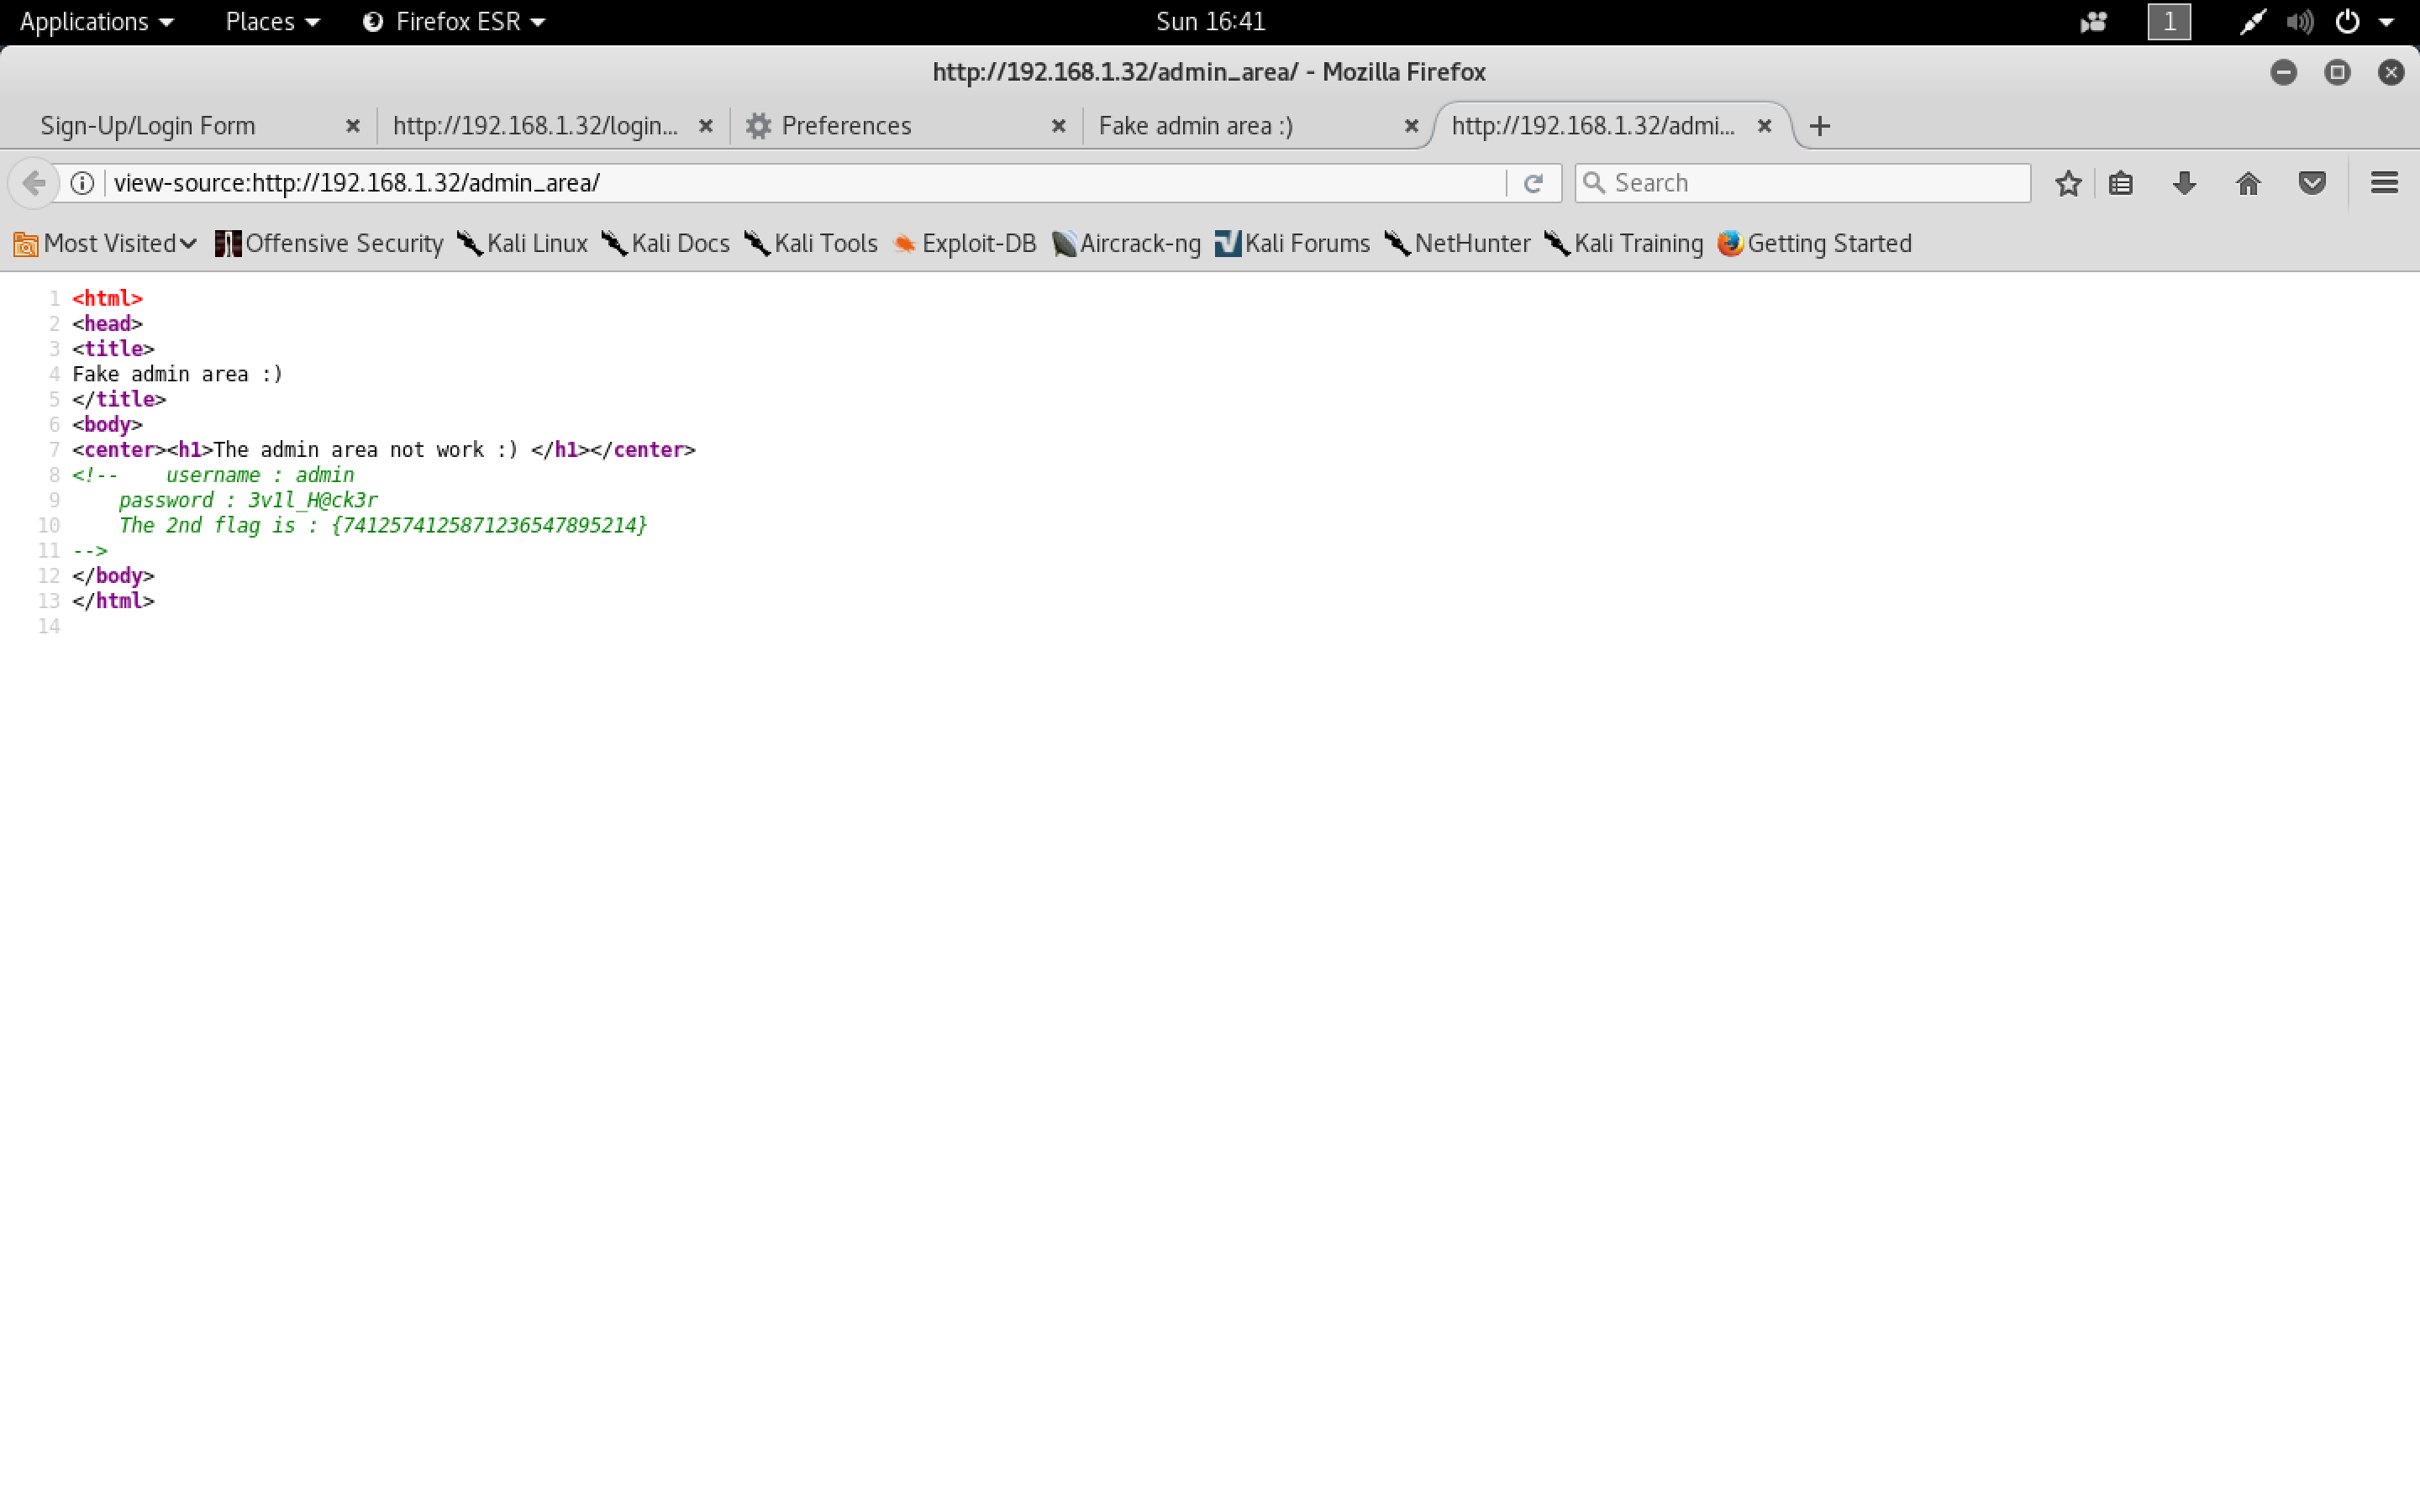 Applications Places Firefox ESR Sun 16:41 1
http://192.168.1.32/admin_area/ - Mozilla Firefox
Sign-Up/Login Form http://192.168.1.32/login... Preferences Fake admin area :) http://192.168.1.32/admi...
view-source:http://192.168.1.32/admin_area/ Search
Most Visited Offensive Security Kali Linux Kali Docs Kali Tools Exploit-DB Aircrack-ng Kali Forums NetHunter Kali Training Getting Started
1 <html>
2 <head>
3 <title>
4 Fake admin area :)
5 </title>
6 <body>
7 <center><h1>The admin area not work :) </h1></center>
8 <!--    username : admin
9     password : 3v1l_H@ck3r
10     The 2nd flag is : {7412574125871236547895214}
11 -->
12 </body>
13 </html>
14